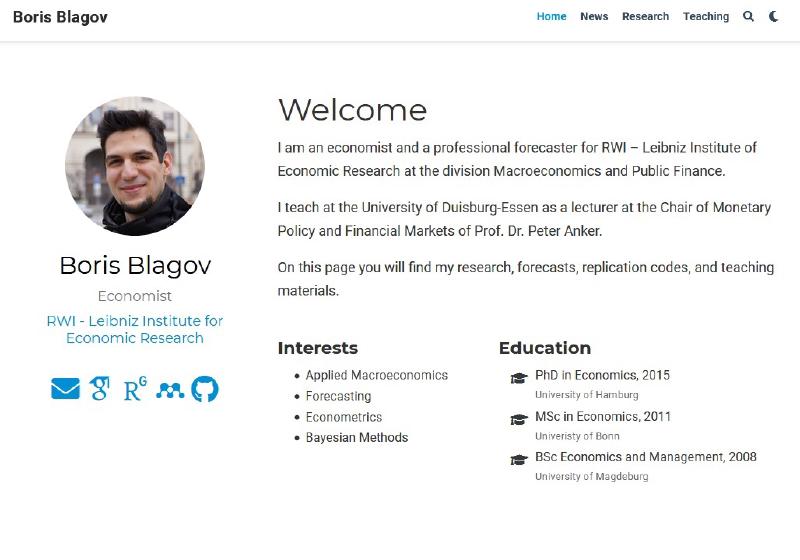 Boris Blagov
Home News Research Teaching
Welcome
I am an economist and a professional forecaster for RWI – Leibniz Institute of
Economic Research at the division Macroeconomics and Public Finance.
I teach at the University of Duisburg-Essen as a lecturer at the Chair of Monetary
Policy and Financial Markets of Prof. Dr. Peter Anker.
On this page you will find my research, forecasts, replication codes, and teaching
materials.
Boris Blagov
Economist
RWI - Leibniz Institute for
Economic Research
RG
Interests
Applied Macroeconomics
Forecasting
Econometrics
Bayesian Methods
Education
PhD in Economics, 2015
University of Hamburg
MSc in Economics, 2011
Univeristy of Bonn
BSc Economics and Management, 2008
University of Magdeburg